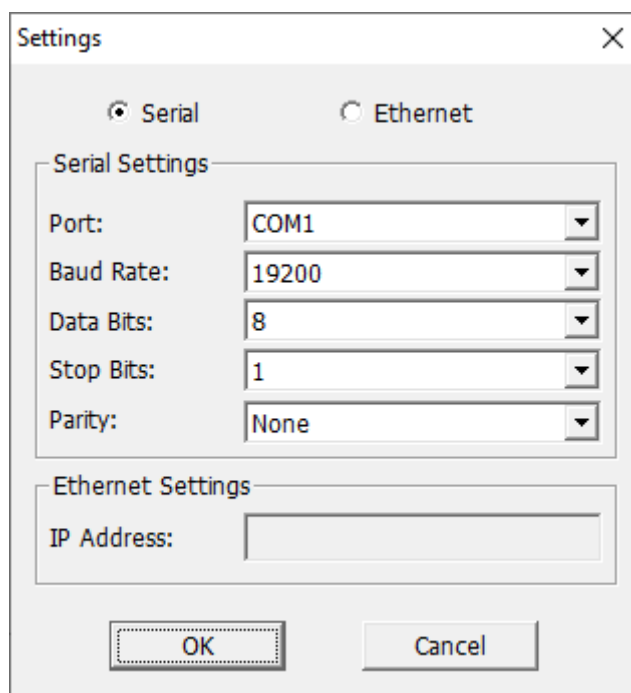 Settings
Serial Ethernet
Serial Settings
Port: COM1
Baud Rate: 19200
Data Bits: 8
Stop Bits: 1
Parity: None
Ethernet Settings
IP Address:
OK Cancel